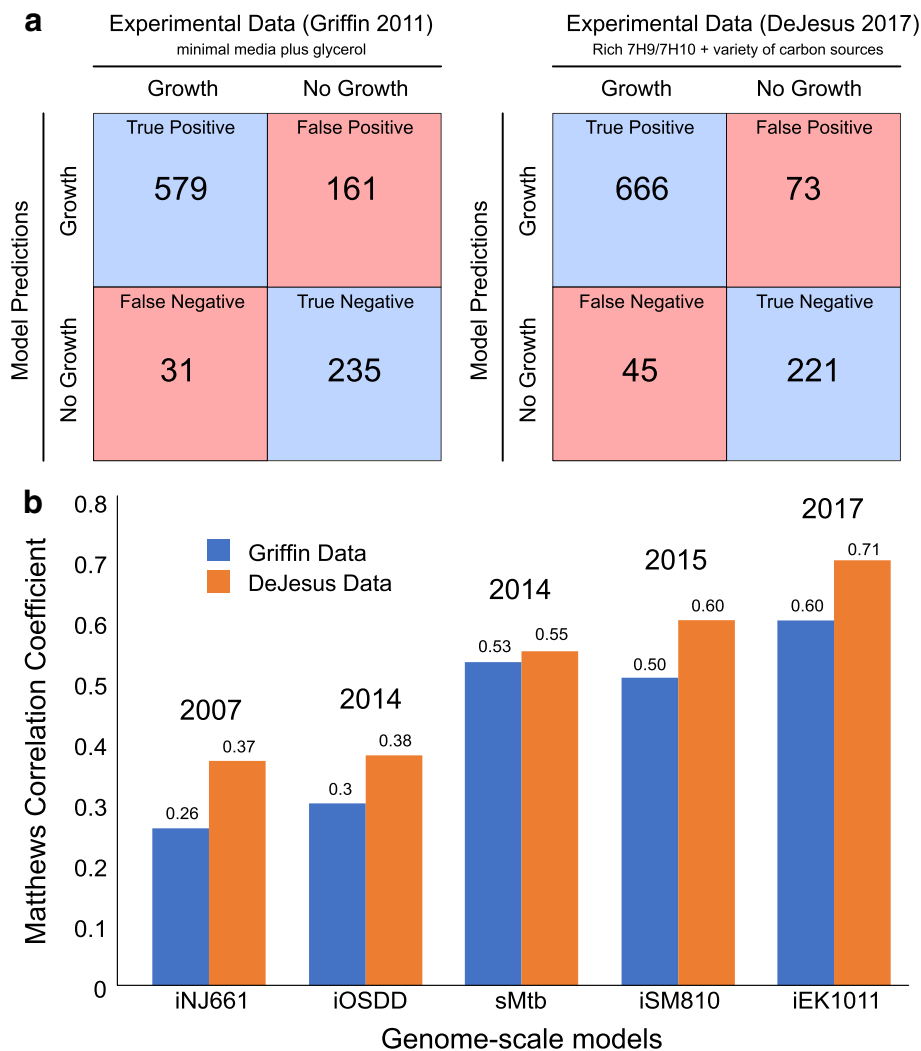 a
Experimental Data (Griffin 2011)
minimal media plus glycerol
Growth
No Growth
Model Predictions
Growth
No Growth
True Positive
579
False Positive
161
False Negative
31
True Negative
235
Experimental Data (DeJesus 2017)
Rich 7H9/7H10 + variety of carbon sources
Growth
No Growth
Model Predictions
Growth
No Growth
True Positive
666
False Positive
73
False Negative
45
True Negative
221
b
Matthews Correlation Coefficient
0.8
0.7
0.6
0.5
0.4
0.3
0.2
0.1
0
Griffin Data
DeJesus Data
2007
0.26
0.37
2014
0.3
0.38
2014
0.53
0.55
2015
0.50
0.60
2017
0.60
0.71
iNJ661
iOSDD
sMtb
iSM810
iEK1011
Genome-scale models